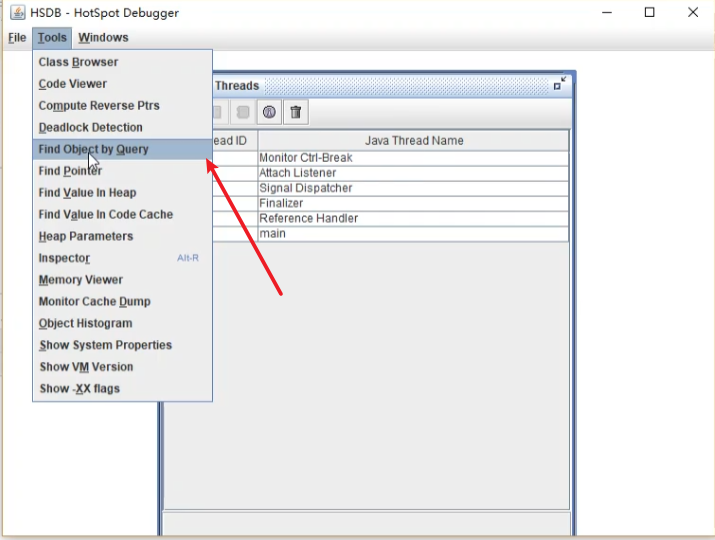 HSDB - HotSpot Debugger
File Tools Windows
Class Browser
Code Viewer
Compute Reverse Ptrs
Deadlock Detection
Find Object by Query
Find Pointer
Find Value In Heap
Find Value In Code Cache
Heap Parameters
Inspector Alt-R
Memory Viewer
Monitor Cache Dump
Object Histogram
Show System Properties
Show VM Version
Show -XX flags
Threads
ead ID Java Thread Name
Monitor Ctrl-Break
Attach Listener
Signal Dispatcher
Finalizer
Reference Handler
main